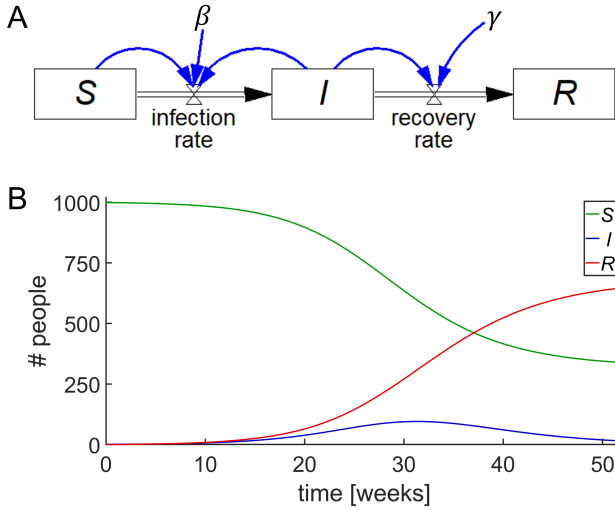 A
β
γ
S
I
R
infection
rate
recovery
rate
B
1000
750
500
250
0
# people
S
I
R
0 10 20 30 40 50
time [weeks]